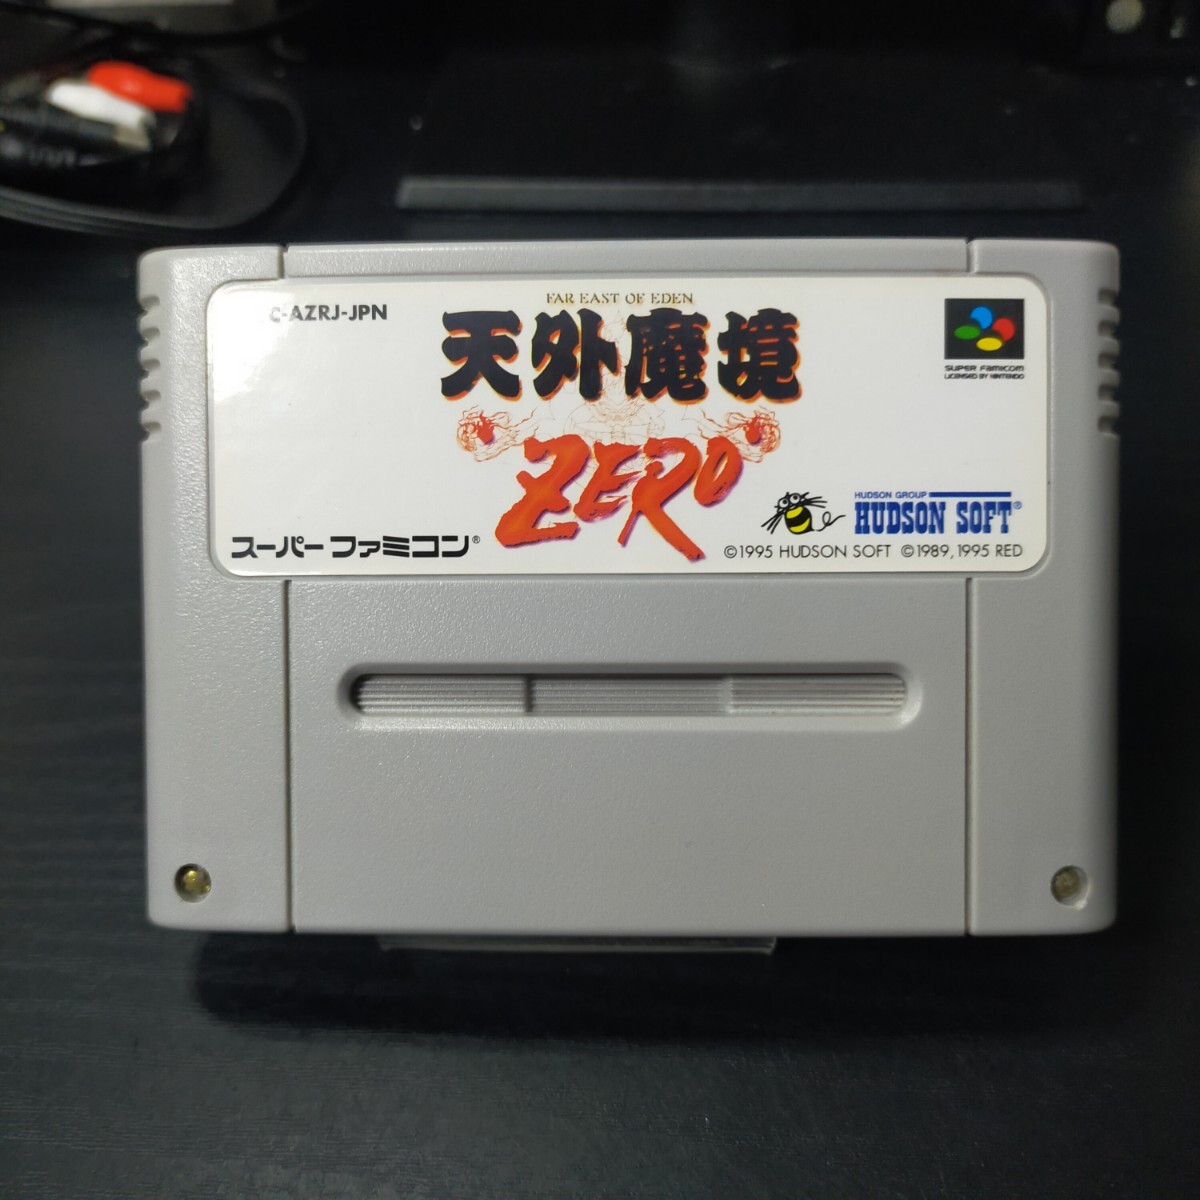 FAR EAST OF EDEN
C-AZRJ-JPN
天外魔境
ZERO
SUPER FAMICOM
LICENSED BY NINTENDO
HUDSON GROUP
HUDSON SOFT®
スーパーファミコン®
©1995 HUDSON SOFT ©1989, 1995 RED